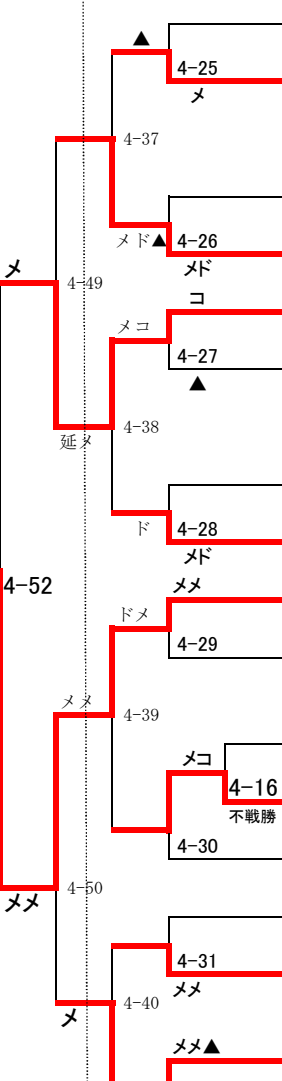 ▲
4-25
メ
4-37
メド▲ 4-26
メド
メ
4-49
コ
メコ
4-27
▲
4-38
延メ
ド 4-28
メド
4-52
メメ
ドメ
4-29
メメ
4-39
メコ
4-16
不戦勝
4-30
4-50
メメ
4-31
メメ
4-40
メ
メメ▲